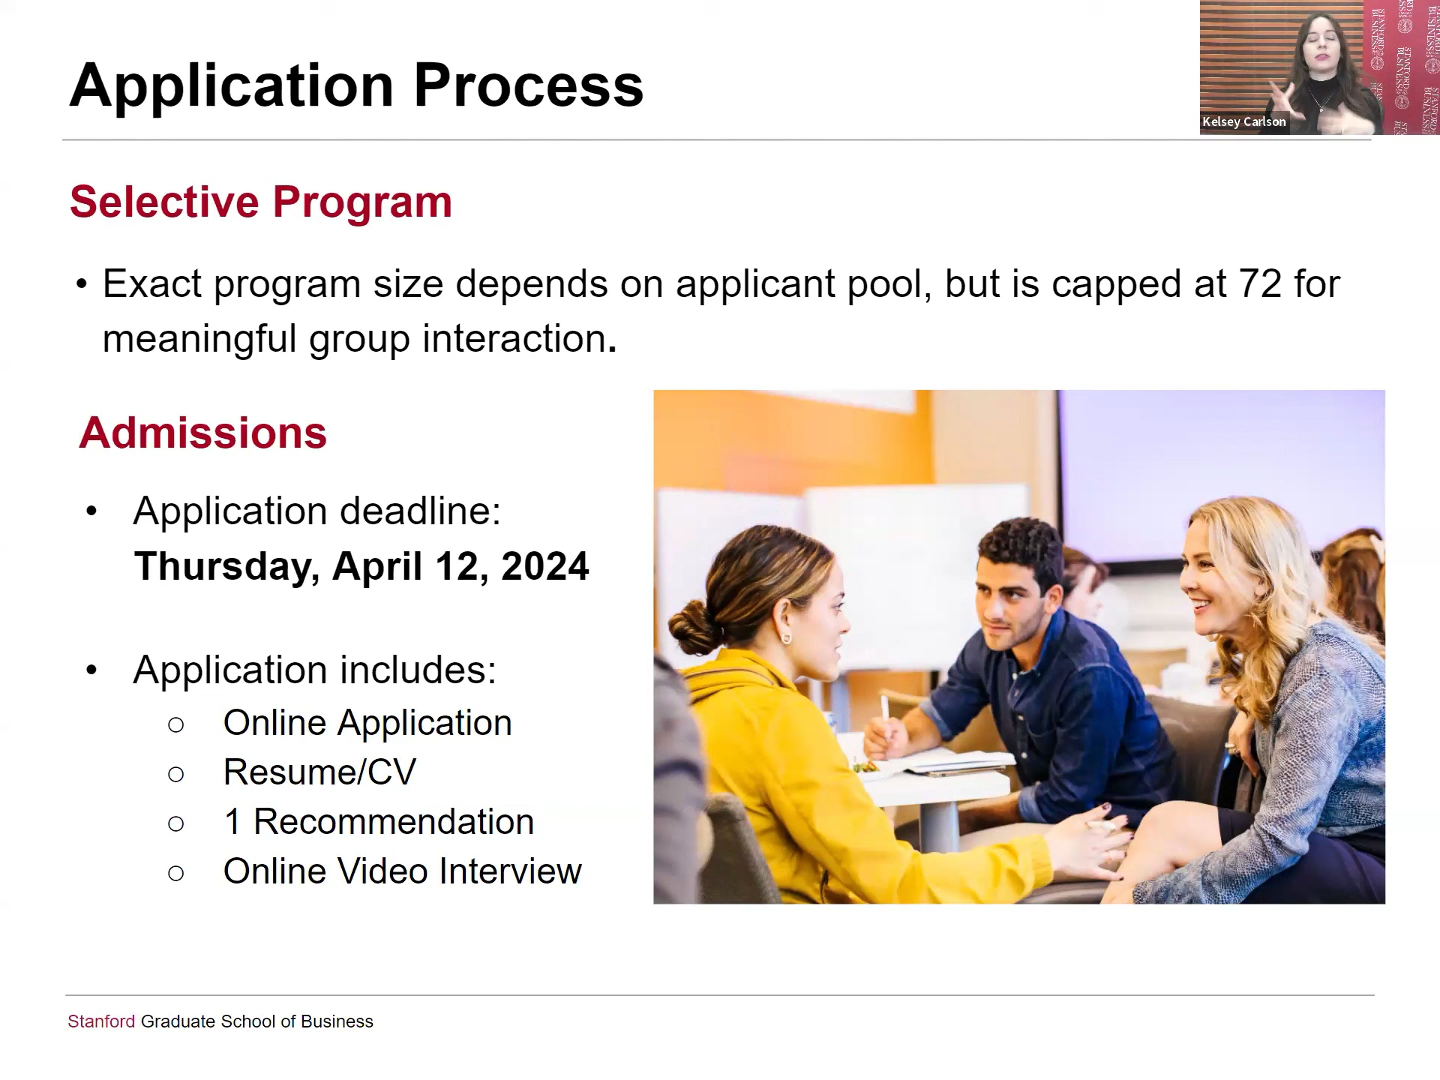 Application Process
Kelsey Carlson
Selective Program
• Exact program size depends on applicant pool, but is capped at 72 for
meaningful group interaction.
Admissions
• Application deadline:
Thursday, April 12, 2024
• Application includes:
○ Online Application
○ Resume/CV
○ 1 Recommendation
○ Online Video Interview
Stanford Graduate School of Business